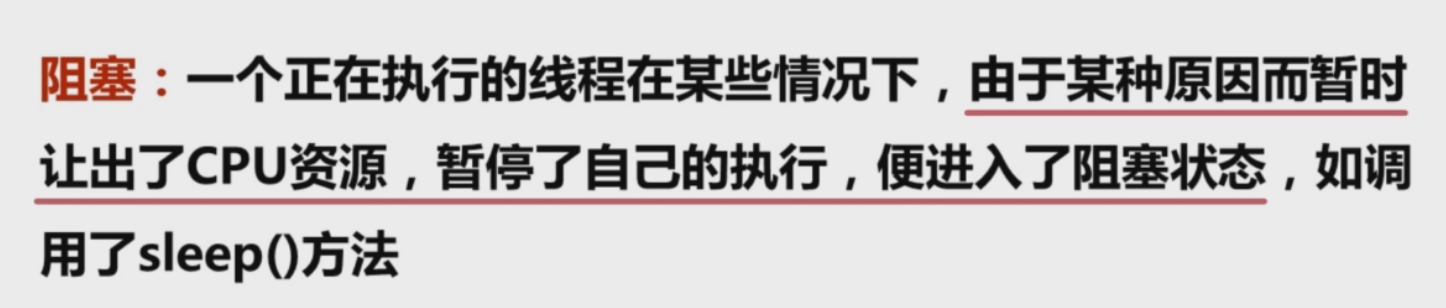 阻塞：一个正在执行的线程在某些情况下，由于某种原因而暂时
让出了CPU资源，暂停了自己的执行，便进入了阻塞状态，如调
用了sleep()方法